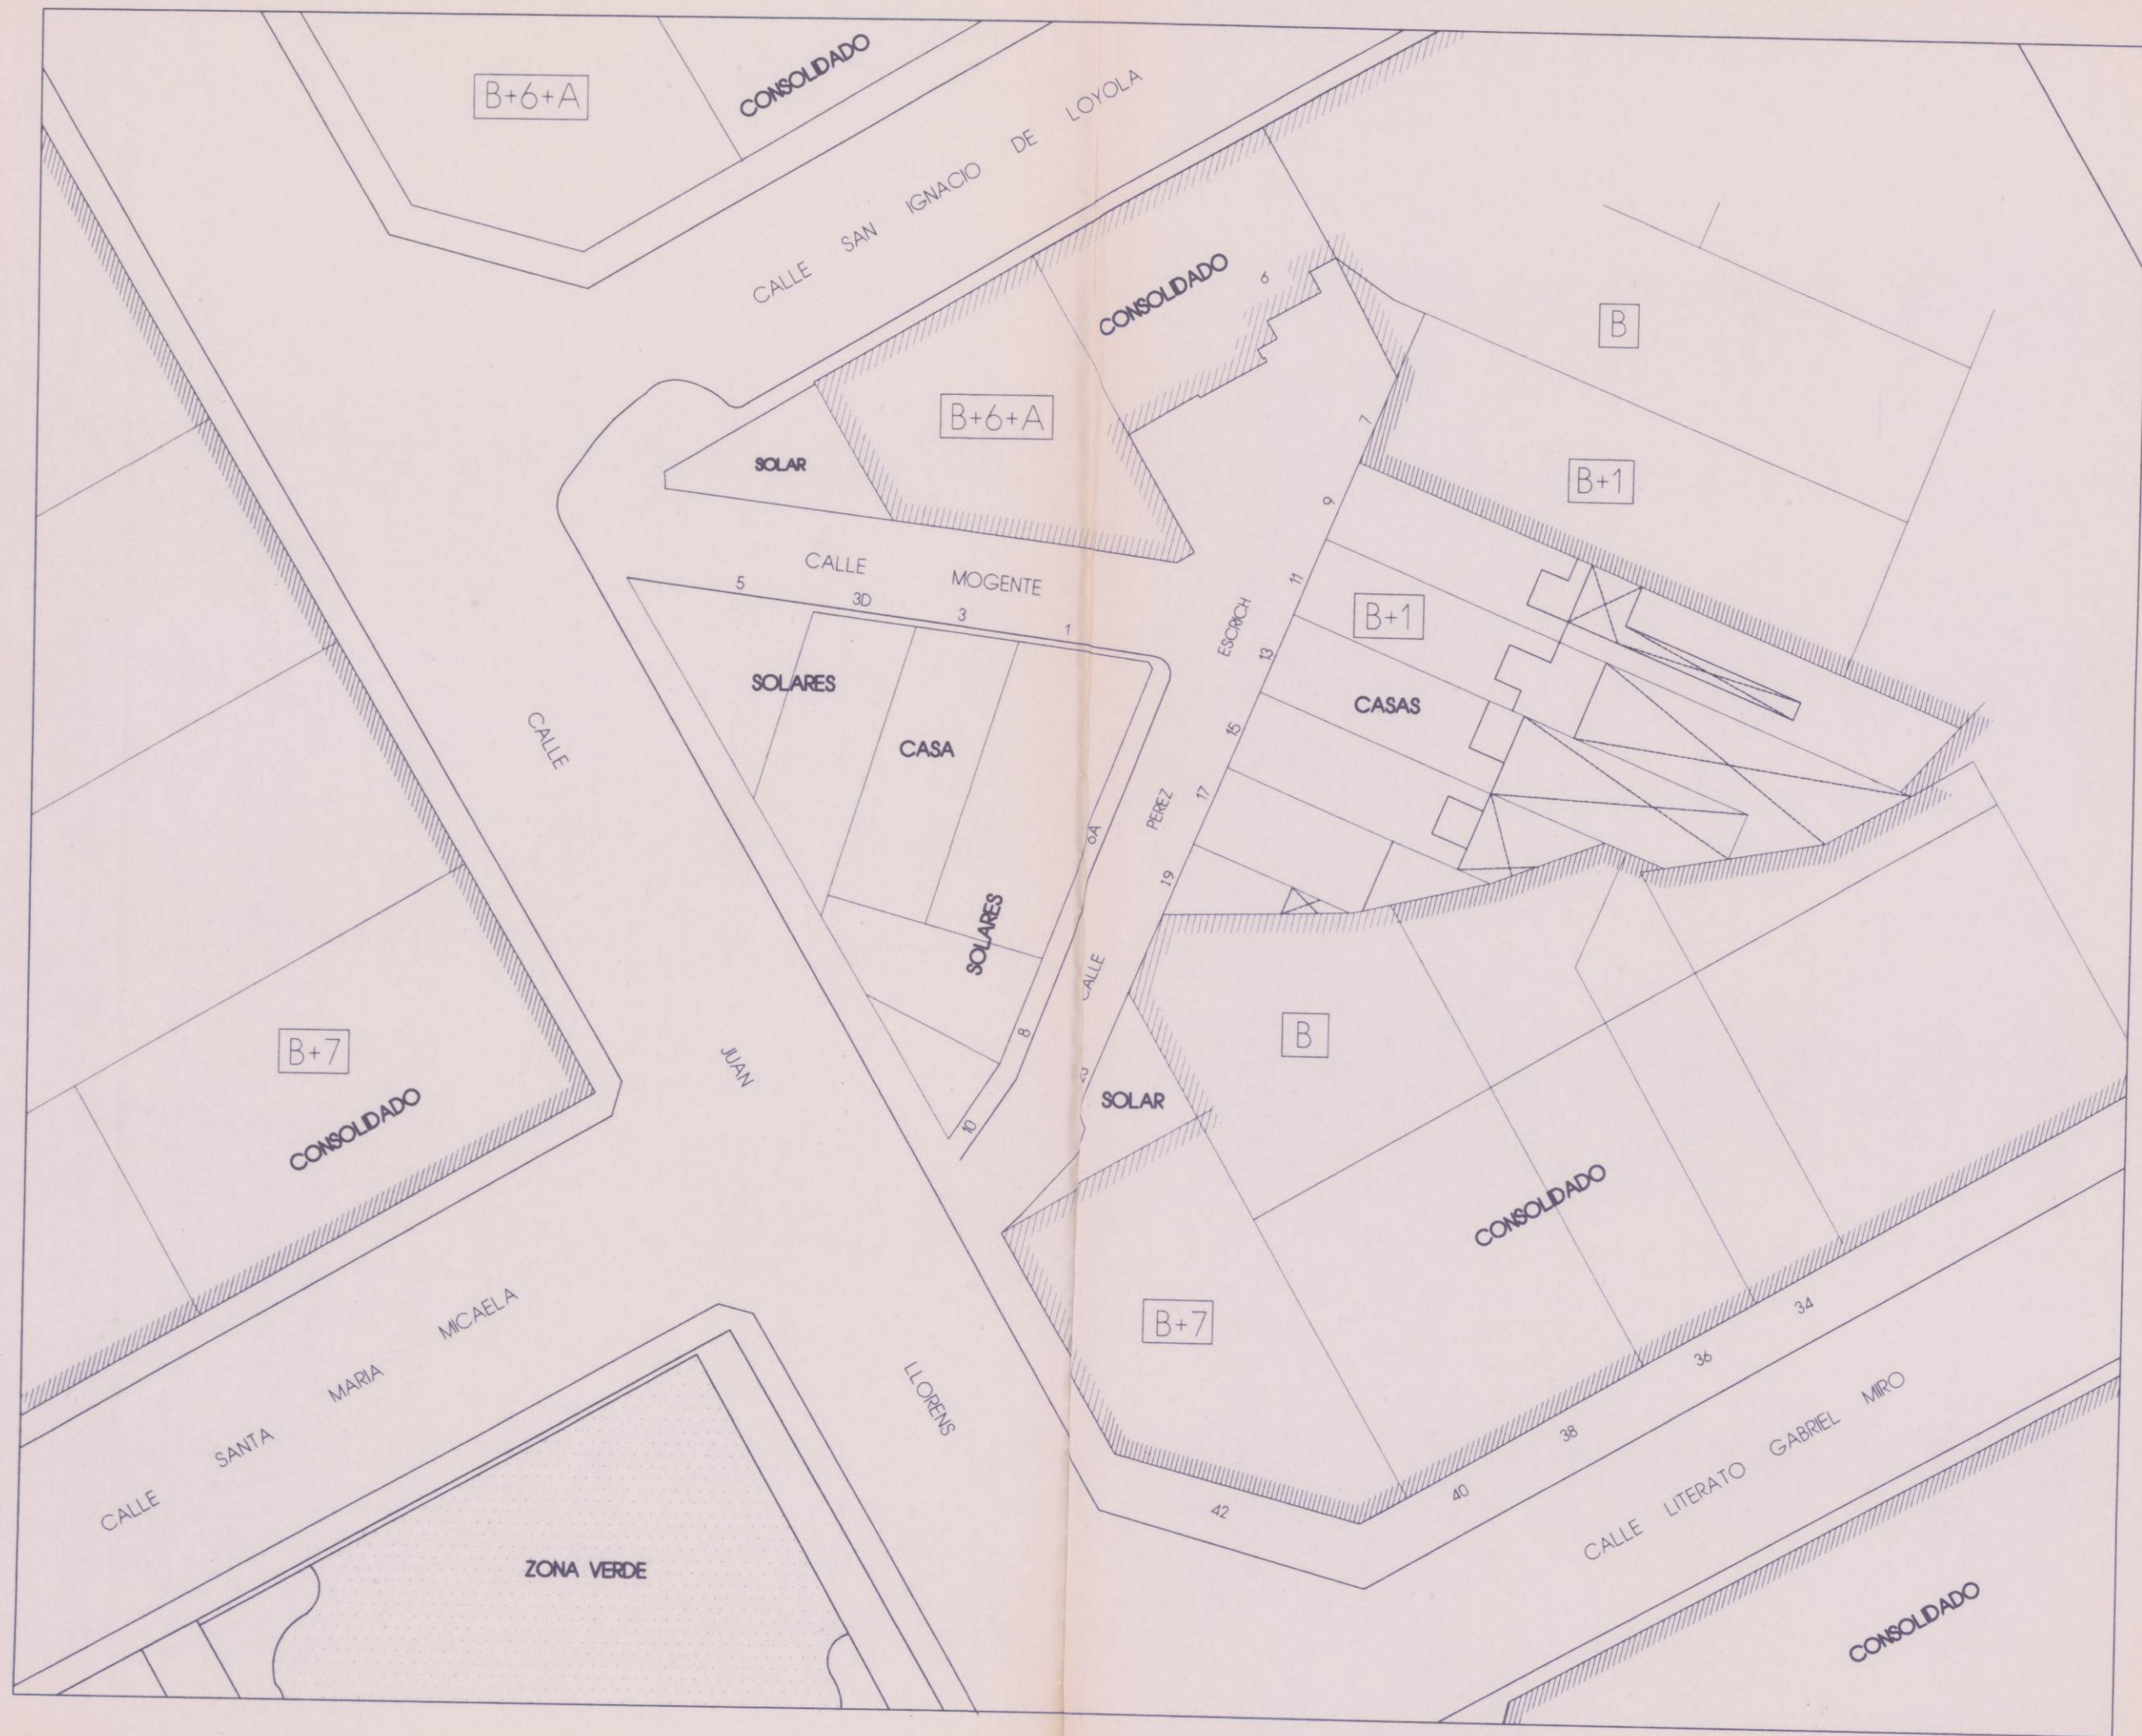 B+6+A
CONSOLIDADO
CALLE SAN IGNACIO DE LOYOLA
CONSOLIDADO
6
B
B+6+A
7
SOLAR
B+1
9
CALLE MOGENTE
5
3D
3
1
11
B+1
ESCRICH
13
SOLARES
CASAS
CALLE
15
CASA
PEREZ
17
6A
19
SOLARES
CALLE
8
B
B+7
JUAN
SOLAR
10
CONSOLIDADO
CONSOLIDADO
MICAELA
MARIA
SANTA
CALLE
B+7
34
36
LLORENS
38
40
42
CALLE LITERATO GABRIEL MIRO
ZONA VERDE
CONSOLIDADO